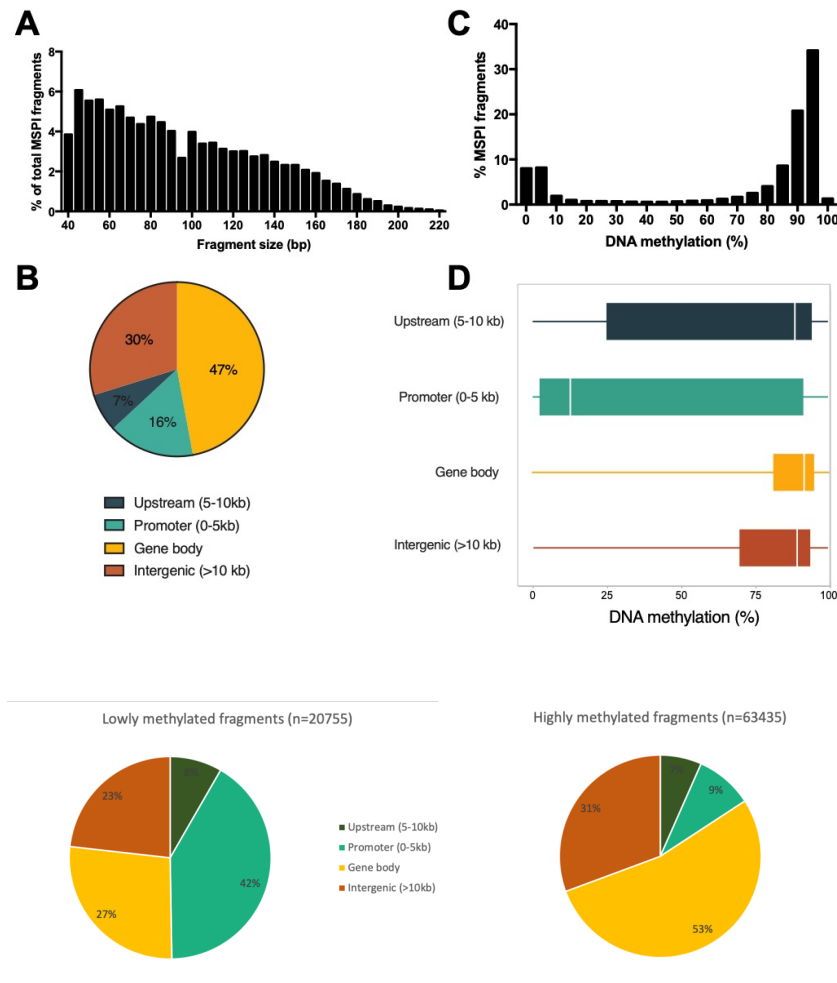 A
8
6
4
2
0
% of total MSPI fragments
40 60 80 100 120 140 160 180 200 220
Fragment size (bp)
C
40
30
20
10
0
% MSPI fragments
0 10 20 30 40 50 60 70 80 90 100
DNA methylation (%)
B
30%
47%
7%
16%
Upstream (5-10kb)
Promoter (0-5kb)
Gene body
Intergenic (>10 kb)
D
Upstream (5-10 kb)
Promoter (0-5 kb)
Gene body
Intergenic (>10 kb)
0 25 50 75 100
DNA methylation (%)
Lowly methylated fragments (n=20755)
8%
23%
42%
27%
Upstream (5-10kb)
Promoter (0-5kb)
Gene body
Intergenic (>10kb)
Highly methylated fragments (n=63435)
7%
9%
31%
53%